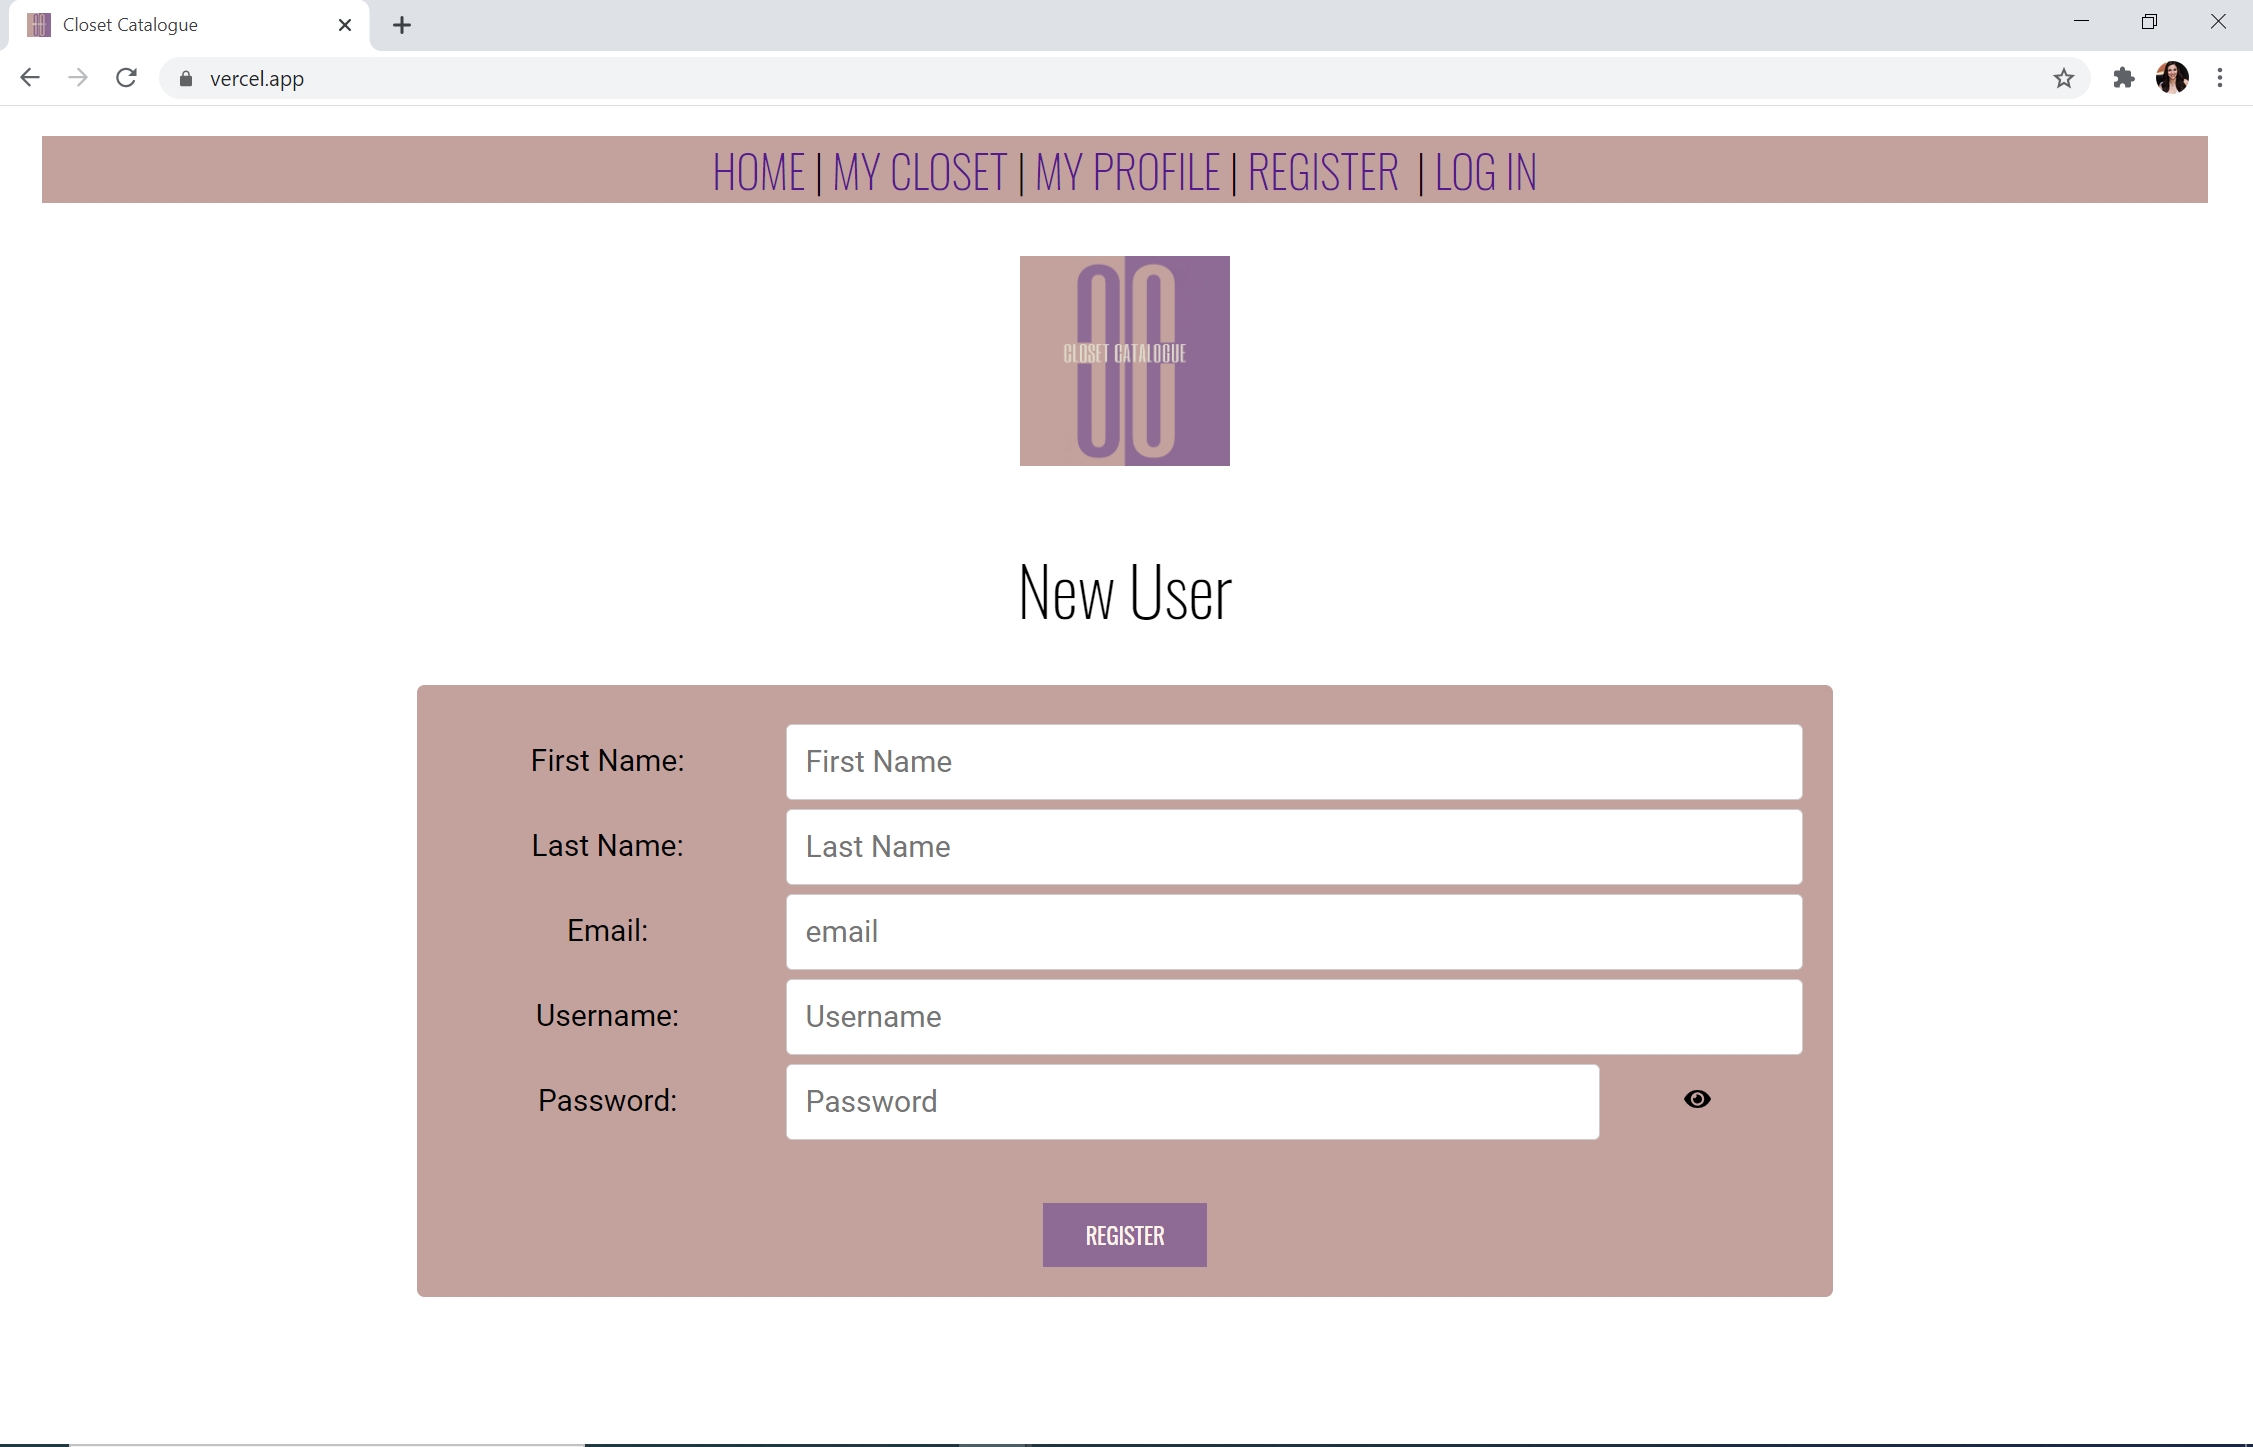 Closet Catalogue
vercel.app
HOME | MY CLOSET | MY PROFILE | REGISTER | LOG IN
CLOSET CATALOGUE
New User
First Name: First Name
Last Name: Last Name
Email: email
Username: Username
Password: Password
REGISTER